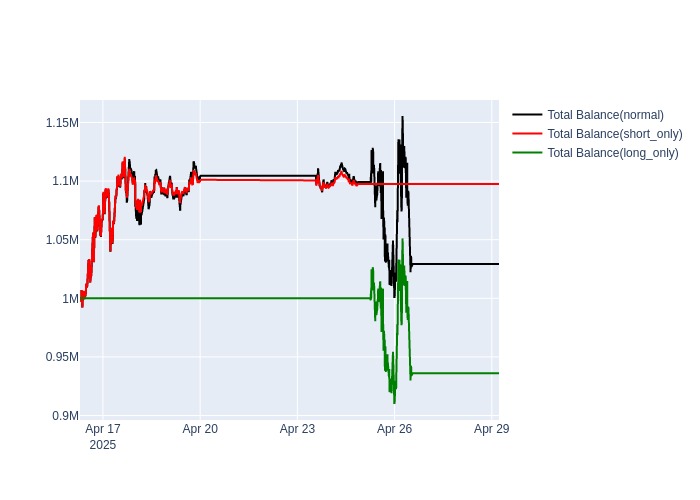 Total Balance(normal)
Total Balance(short_only)
Total Balance(long_only)
1.15M
1.1M
1.05M
1M
0.95M
0.9M
Apr 17
2025
Apr 20
Apr 23
Apr 26
Apr 29